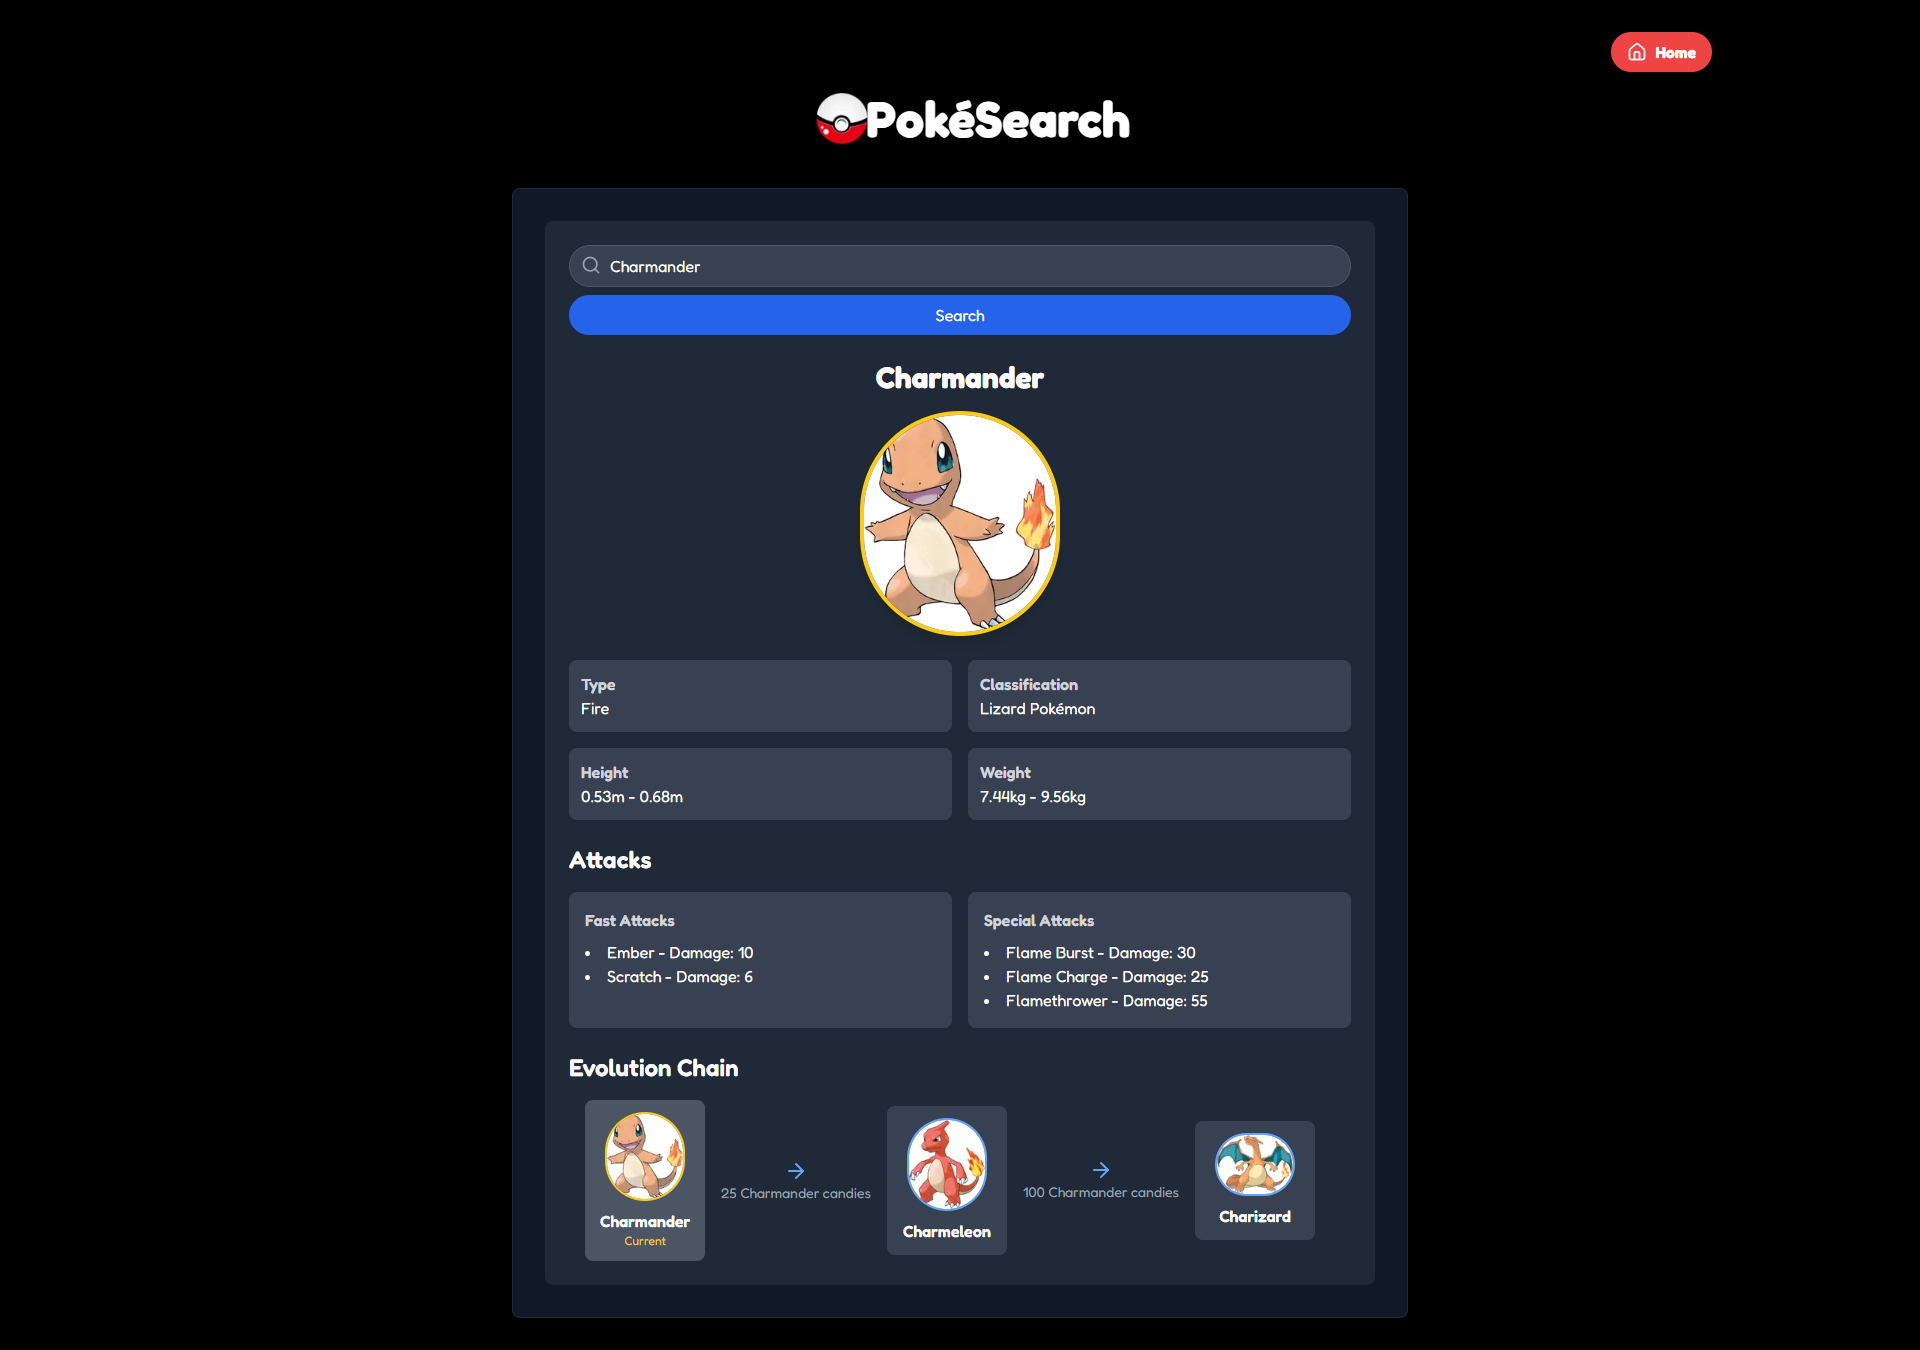 Home
PokéSearch
Charmander
Search
Charmander
Type
Fire
Classification
Lizard Pokémon
Height
0.53m - 0.68m
Weight
7.44kg - 9.56kg
Attacks
Fast Attacks
• Ember - Damage: 10
• Scratch - Damage: 6
Special Attacks
• Flame Burst - Damage: 30
• Flame Charge - Damage: 25
• Flamethrower - Damage: 55
Evolution Chain
Charmander
Current
25 Charmander candies
Charmeleon
100 Charmander candies
Charizard